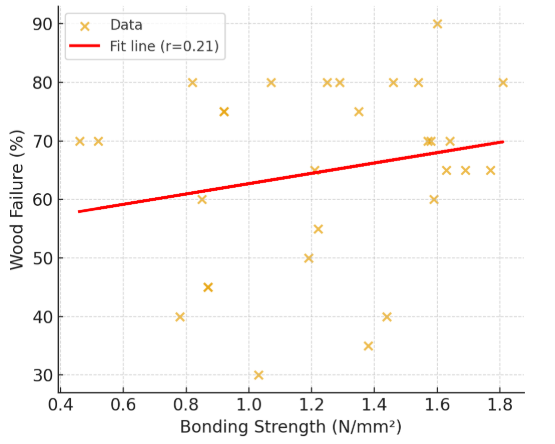 Data
Fit line (r=0.21)
90
80
70
60
50
40
30
Wood Failure (%)
0.4 0.6 0.8 1.0 1.2 1.4 1.6 1.8
Bonding Strength (N/mm²)